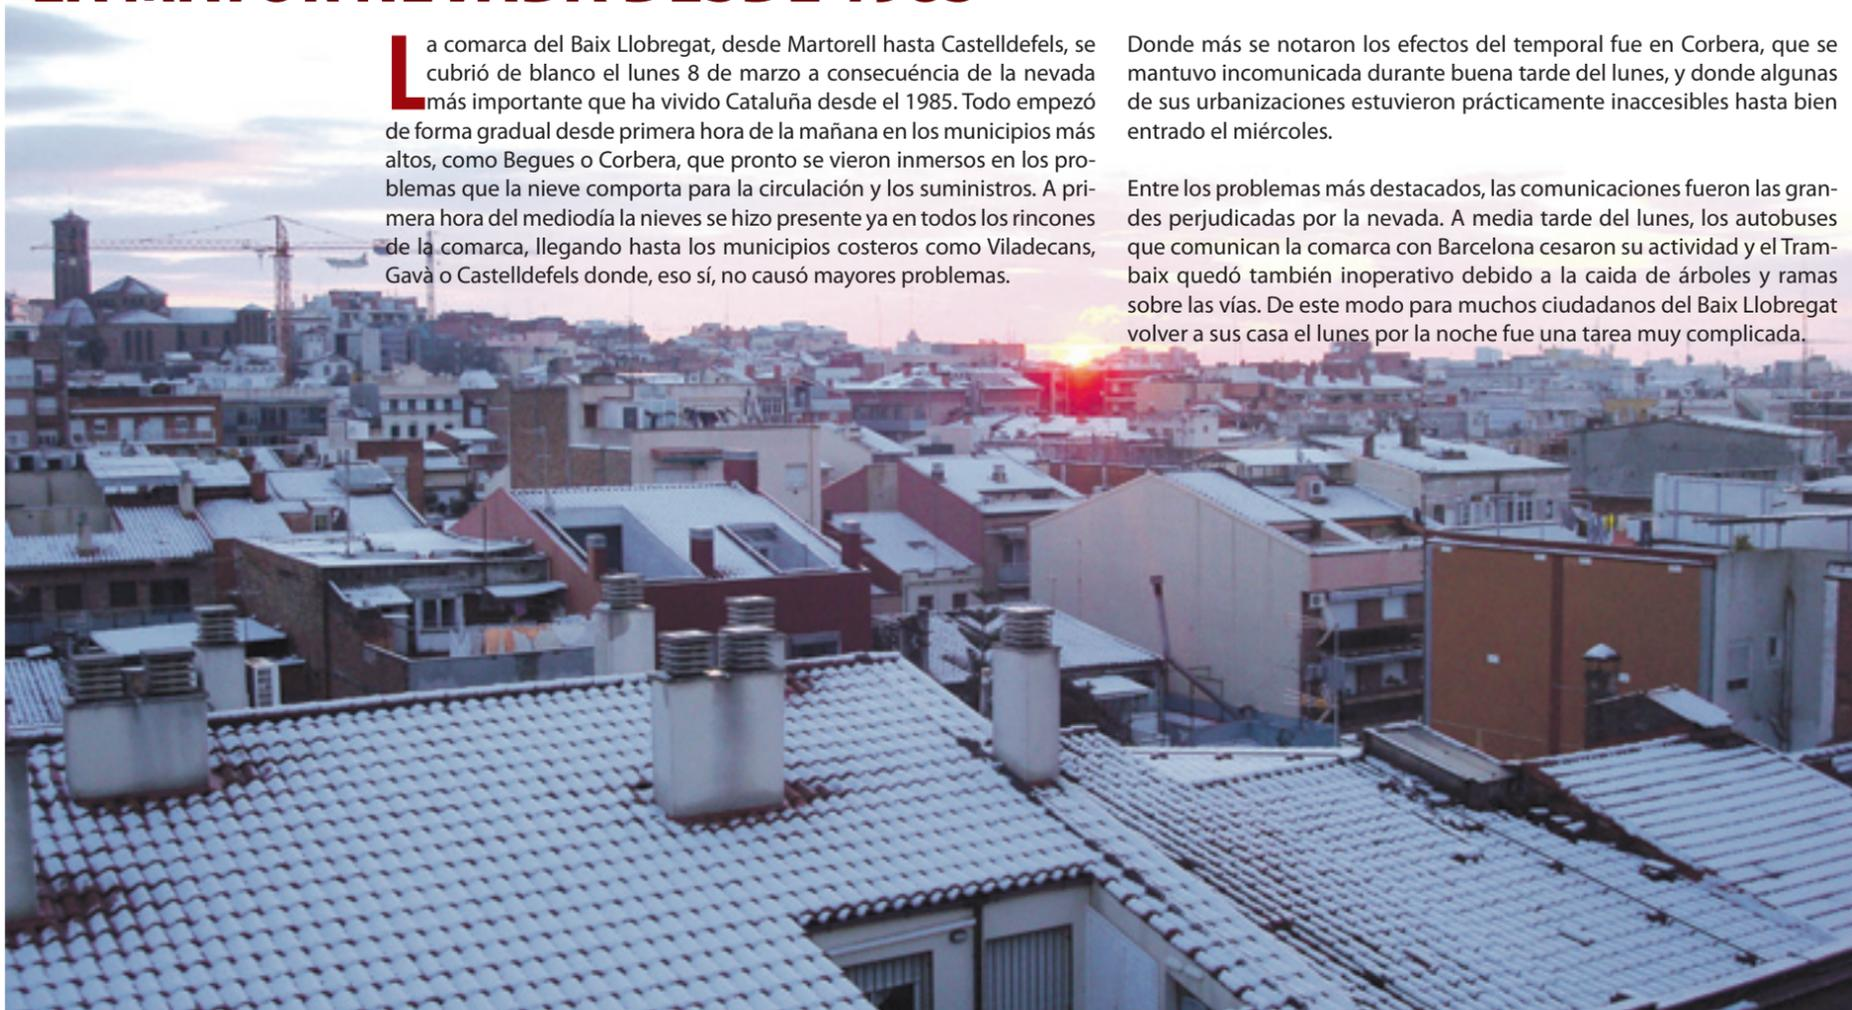 LA MAYOR NEVADA DESDE 1985
La comarca del Baix Llobregat, desde Martorell hasta Castelldefels, se
cubrió de blanco el lunes 8 de marzo a consecuéncia de la nevada
más importante que ha vivido Cataluña desde el 1985. Todo empezó
de forma gradual desde primera hora de la mañana en los municipios más
altos, como Begues o Corbera, que pronto se vieron inmersos en los pro-
blemas que la nieve comporta para la circulación y los suministros. A pri-
mera hora del mediodía la nieves se hizo presente ya en todos los rincones
de la comarca, llegando hasta los municipios costeros como Viladecans,
Gavà o Castelldefels donde, eso sí, no causó mayores problemas.
Donde más se notaron los efectos del temporal fue en Corbera, que se
mantuvo incomunicada durante buena tarde del lunes, y donde algunas
de sus urbanizaciones estuvieron prácticamente inaccesibles hasta bien
entrado el miércoles.
Entre los problemas más destacados, las comunicaciones fueron las gran-
des perjudicadas por la nevada. A media tarde del lunes, los autobuses
que comunican la comarca con Barcelona cesaron su actividad y el Tram-
baix quedó también inoperativo debido a la caida de árboles y ramas
sobre las vías. De este modo para muchos ciudadanos del Baix Llobregat
volver a sus casa el lunes por la noche fue una tarea muy complicada.